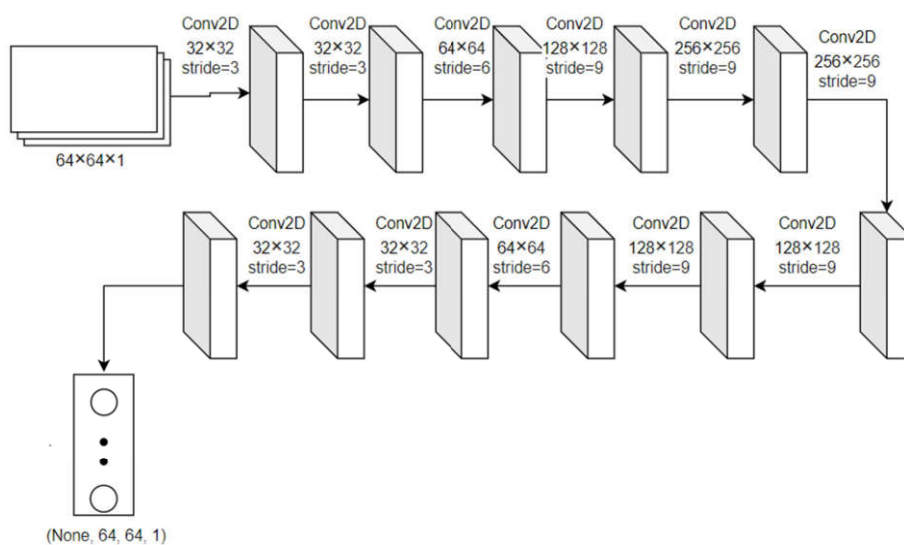 Conv2D
32×32
stride=3
Conv2D
32×32
stride=3
Conv2D
64×64
stride=6
Conv2D
128×128
stride=9
Conv2D
256×256
stride=9
Conv2D
256×256
stride=9
64×64×1
Conv2D
32×32
stride=3
Conv2D
32×32
stride=3
Conv2D
64×64
stride=6
Conv2D
128×128
stride=9
Conv2D
128×128
stride=9
(None, 64, 64, 1)